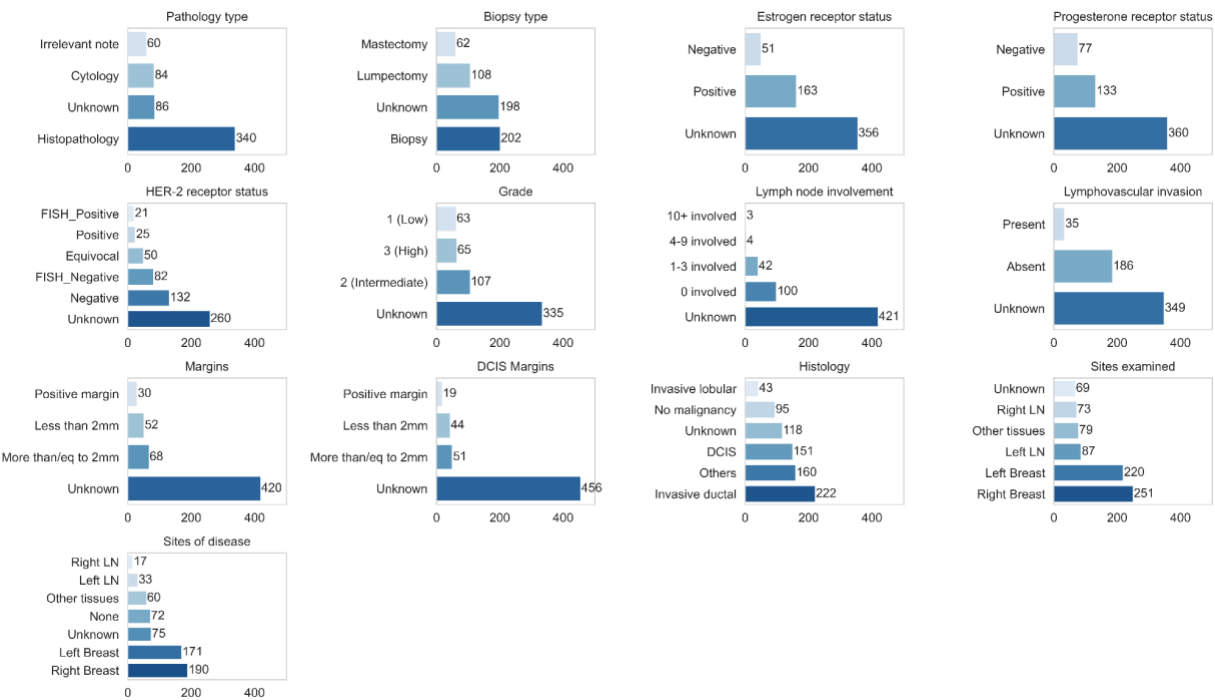 Pathology type
Irrelevant note 60
Cytology 84
Unknown 86
Histopathology 340
0 200 400
Biopsy type
Mastectomy 62
Lumpectomy 108
Unknown 198
Biopsy 202
0 200 400
Estrogen receptor status
Negative 51
Positive 163
Unknown 356
0 200 400
Progesterone receptor status
Negative 77
Positive 133
Unknown 360
0 200 400
HER-2 receptor status
FISH_Positive 21
Positive 25
Equivocal 50
FISH_Negative 82
Negative 132
Unknown 260
0 200 400
Grade
1 (Low) 63
3 (High) 65
2 (Intermediate) 107
Unknown 335
0 200 400
Lymph node involvement
10+ involved 3
4-9 involved 4
1-3 involved 42
0 involved 100
Unknown 421
0 200 400
Lymphovascular invasion
Present 35
Absent 186
Unknown 349
0 200 400
Margins
Positive margin 30
Less than 2mm 52
More than/eq to 2mm 68
Unknown 420
0 200 400
DCIS Margins
Positive margin 19
Less than 2mm 44
More than/eq to 2mm 51
Unknown 456
0 200 400
Histology
Invasive lobular 43
No malignancy 95
Unknown 118
DCIS 151
Others 160
Invasive ductal 222
0 200 400
Sites examined
Unknown 69
Right LN 73
Other tissues 79
Left LN 87
Left Breast 220
Right Breast 251
0 200 400
Sites of disease
Right LN 17
Left LN 33
Other tissues 60
None 72
Unknown 75
Left Breast 171
Right Breast 190
0 200 400